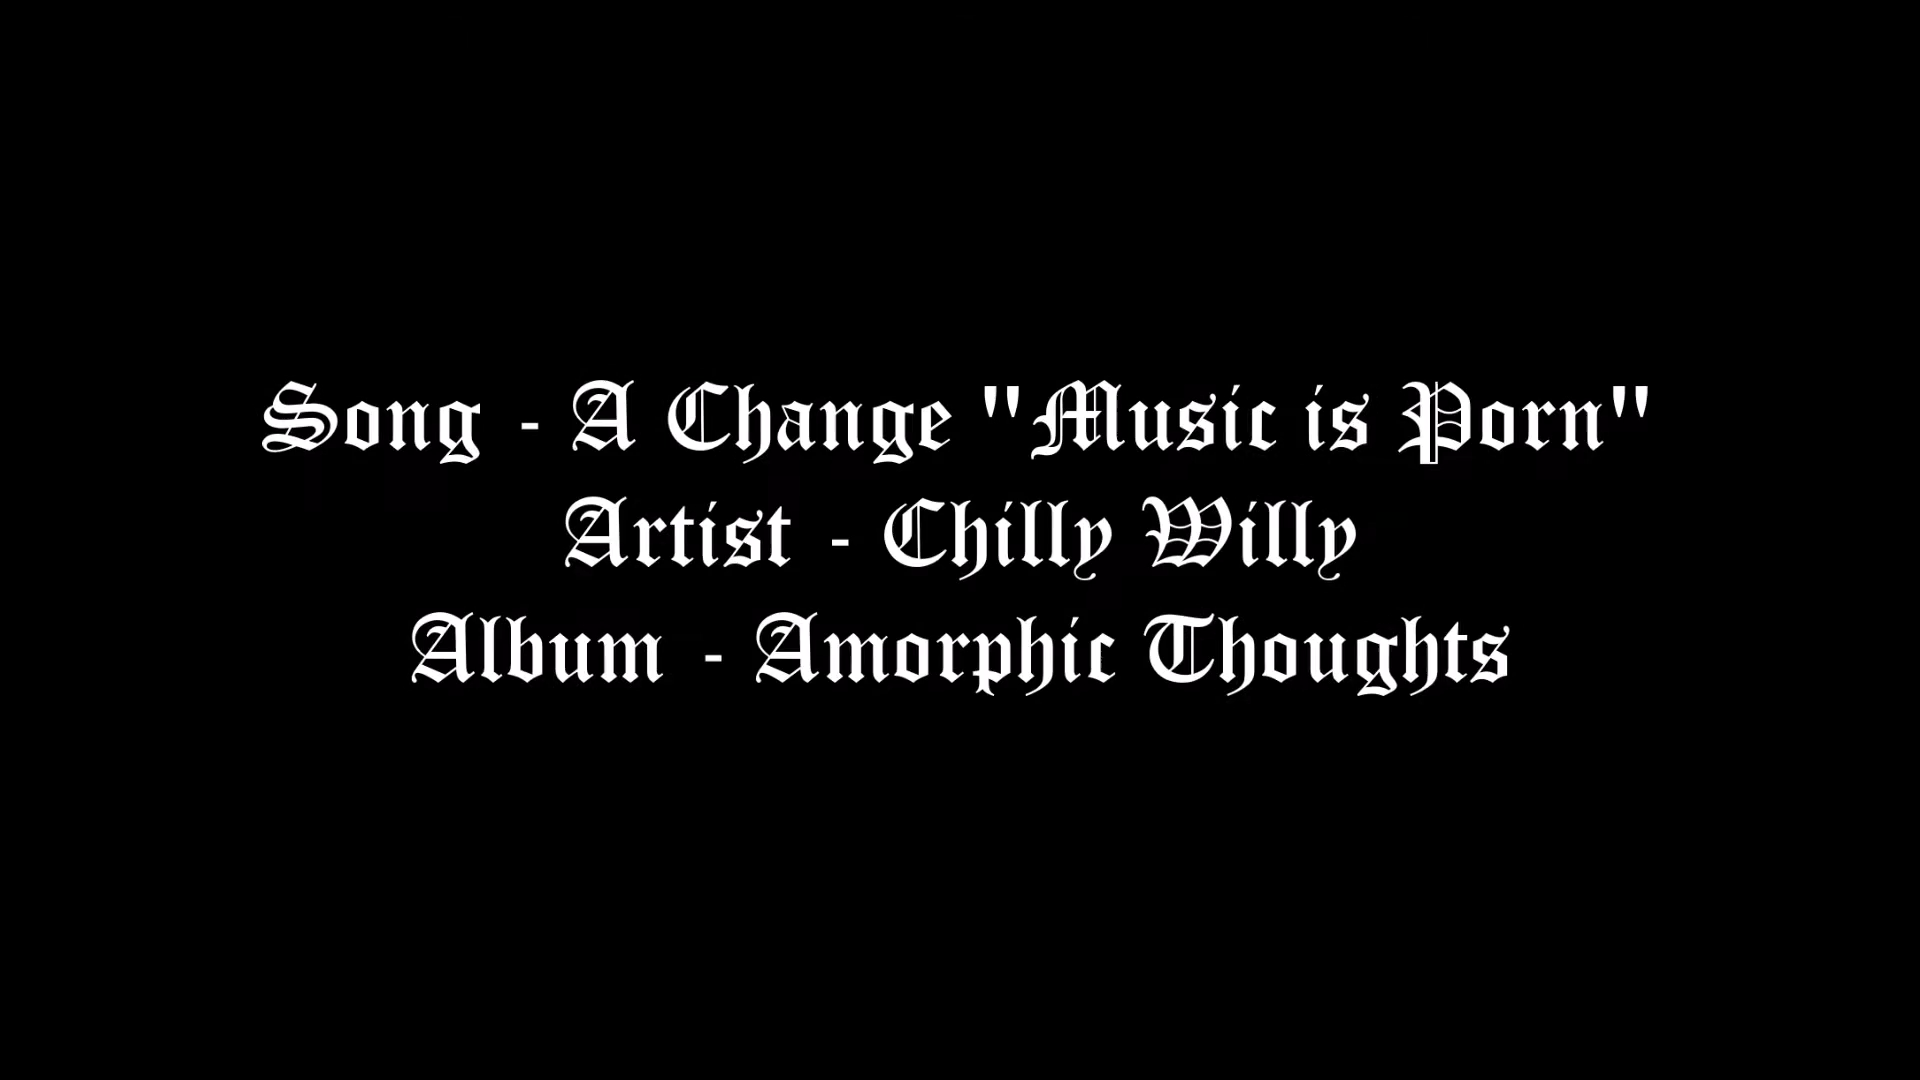 Song - A Change "Music is Porn"
Artist - Chilly Willy
Album - Amorphic Thoughts